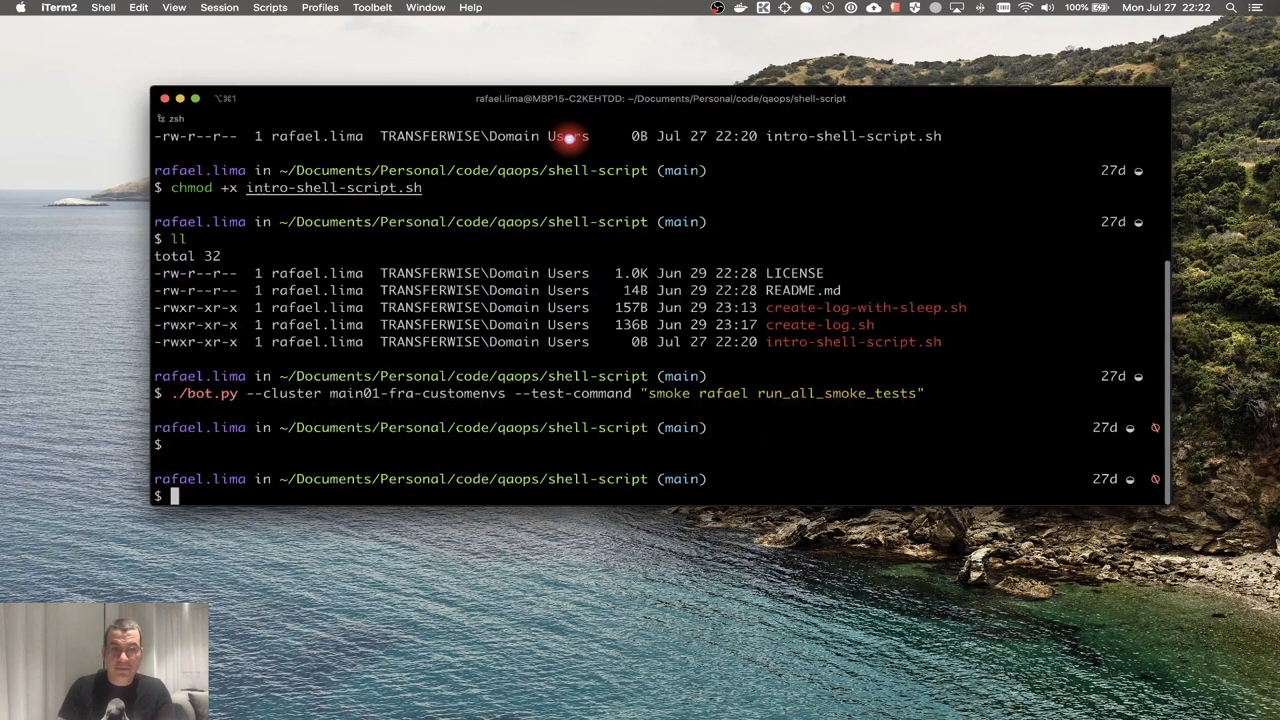 iTerm2 Shell Edit View Session Scripts Profiles Toolbelt Window Help 100% Mon Jul 27 22:22
⌥⌘1 rafael.lima@MBP15-C2KEHTDD: ~/Documents/Personal/code/qaops/shell-script
zsh
-rw-r--r-- 1 rafael.lima TRANSFERWISE\Domain Users 0B Jul 27 22:20 intro-shell-script.sh
rafael.lima in ~/Documents/Personal/code/qaops/shell-script (main) 27d
$ chmod +x intro-shell-script.sh
rafael.lima in ~/Documents/Personal/code/qaops/shell-script (main) 27d
$ ll
total 32
-rw-r--r-- 1 rafael.lima TRANSFERWISE\Domain Users 1.0K Jun 29 22:28 LICENSE
-rw-r--r-- 1 rafael.lima TRANSFERWISE\Domain Users 14B Jun 29 22:28 README.md
-rwxr-xr-x 1 rafael.lima TRANSFERWISE\Domain Users 157B Jun 29 23:13 create-log-with-sleep.sh
-rwxr-xr-x 1 rafael.lima TRANSFERWISE\Domain Users 136B Jun 29 23:17 create-log.sh
-rwxr-xr-x 1 rafael.lima TRANSFERWISE\Domain Users 0B Jul 27 22:20 intro-shell-script.sh
rafael.lima in ~/Documents/Personal/code/qaops/shell-script (main) 27d
$ ./bot.py --cluster main01-fra-customenvs --test-command "smoke rafael run_all_smoke_tests"
rafael.lima in ~/Documents/Personal/code/qaops/shell-script (main) 27d
$
rafael.lima in ~/Documents/Personal/code/qaops/shell-script (main) 27d
$